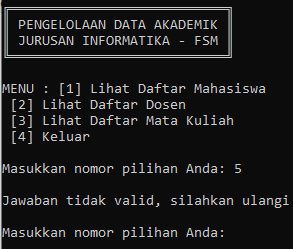 PENGELOLAAN DATA AKADEMIK
JURUSAN INFORMATIKA - FSM
MENU : [1] Lihat Daftar Mahasiswa
[2] Lihat Daftar Dosen
[3] Lihat Daftar Mata Kuliah
[4] Keluar
Masukkan nomor pilihan Anda: 5
Jawaban tidak valid, silahkan ulangi
Masukkan nomor pilihan Anda: